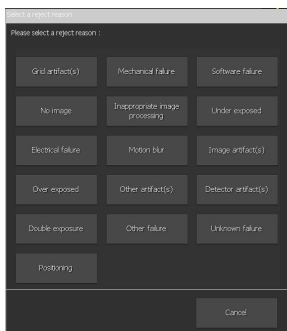 Select a reject reason
Please select a reject reason :
Grid artifact(s)
Mechanical failure
Software failure
No image
Inappropriate image
processing
Under exposed
Electrical failure
Motion blur
Image artifact(s)
Over exposed
Other artifact(s)
Detector artifact(s)
Double exposure
Other failure
Unknown failure
Positioning
Cancel